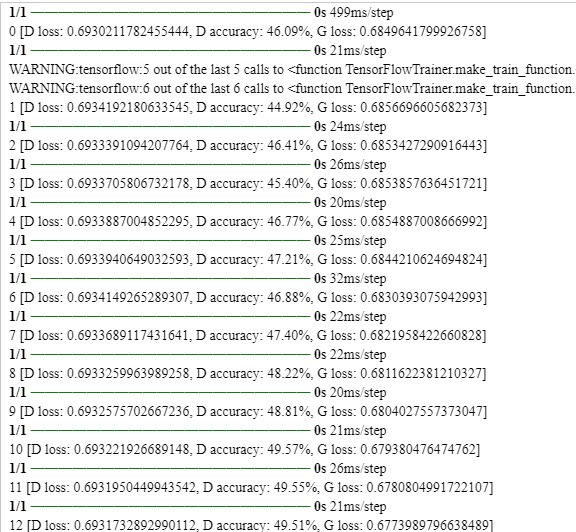 1/1 ━━━━━━━━━━━━━━━━━━━━ 0s 499ms/step
0 [D loss: 0.6930211782455444, D accuracy: 46.09%, G loss: 0.6849641799926758]
1/1 ━━━━━━━━━━━━━━━━━━━━ 0s 21ms/step
WARNING:tensorflow:5 out of the last 5 calls to <function TensorFlowTrainer.make_train_function.
WARNING:tensorflow:6 out of the last 6 calls to <function TensorFlowTrainer.make_train_function.
1 [D loss: 0.6934192180633545, D accuracy: 44.92%, G loss: 0.6856696605682373]
1/1 ━━━━━━━━━━━━━━━━━━━━ 0s 24ms/step
2 [D loss: 0.6933391094207764, D accuracy: 46.41%, G loss: 0.6853427290916443]
1/1 ━━━━━━━━━━━━━━━━━━━━ 0s 26ms/step
3 [D loss: 0.6933705806732178, D accuracy: 45.40%, G loss: 0.6853857636451721]
1/1 ━━━━━━━━━━━━━━━━━━━━ 0s 20ms/step
4 [D loss: 0.6933887004852295, D accuracy: 46.77%, G loss: 0.6854887008666992]
1/1 ━━━━━━━━━━━━━━━━━━━━ 0s 25ms/step
5 [D loss: 0.6933940649032593, D accuracy: 47.21%, G loss: 0.6844210624694824]
1/1 ━━━━━━━━━━━━━━━━━━━━ 0s 32ms/step
6 [D loss: 0.6934149265289307, D accuracy: 46.88%, G loss: 0.6830393075942993]
1/1 ━━━━━━━━━━━━━━━━━━━━ 0s 22ms/step
7 [D loss: 0.6933689117431641, D accuracy: 47.40%, G loss: 0.6821958422660828]
1/1 ━━━━━━━━━━━━━━━━━━━━ 0s 22ms/step
8 [D loss: 0.6933259963989258, D accuracy: 48.22%, G loss: 0.6811622381210327]
1/1 ━━━━━━━━━━━━━━━━━━━━ 0s 20ms/step
9 [D loss: 0.6932575702667236, D accuracy: 48.81%, G loss: 0.6804027557373047]
1/1 ━━━━━━━━━━━━━━━━━━━━ 0s 21ms/step
10 [D loss: 0.693221926689148, D accuracy: 49.57%, G loss: 0.679380476474762]
1/1 ━━━━━━━━━━━━━━━━━━━━ 0s 26ms/step
11 [D loss: 0.6931950449943542, D accuracy: 49.55%, G loss: 0.6780804991722107]
1/1 ━━━━━━━━━━━━━━━━━━━━ 0s 21ms/step
12 [D loss: 0.6931732892990112, D accuracy: 49.51%, G loss: 0.6773989796638489]